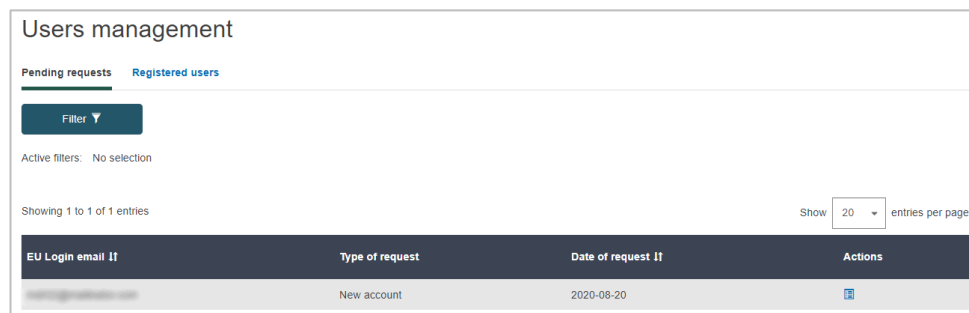 Users management
Pending requests Registered users
Filter
Active filters: No selection
Showing 1 to 1 of 1 entries Show 20 entries per page
EU Login email Type of request Date of request Actions
New account 2020-08-20